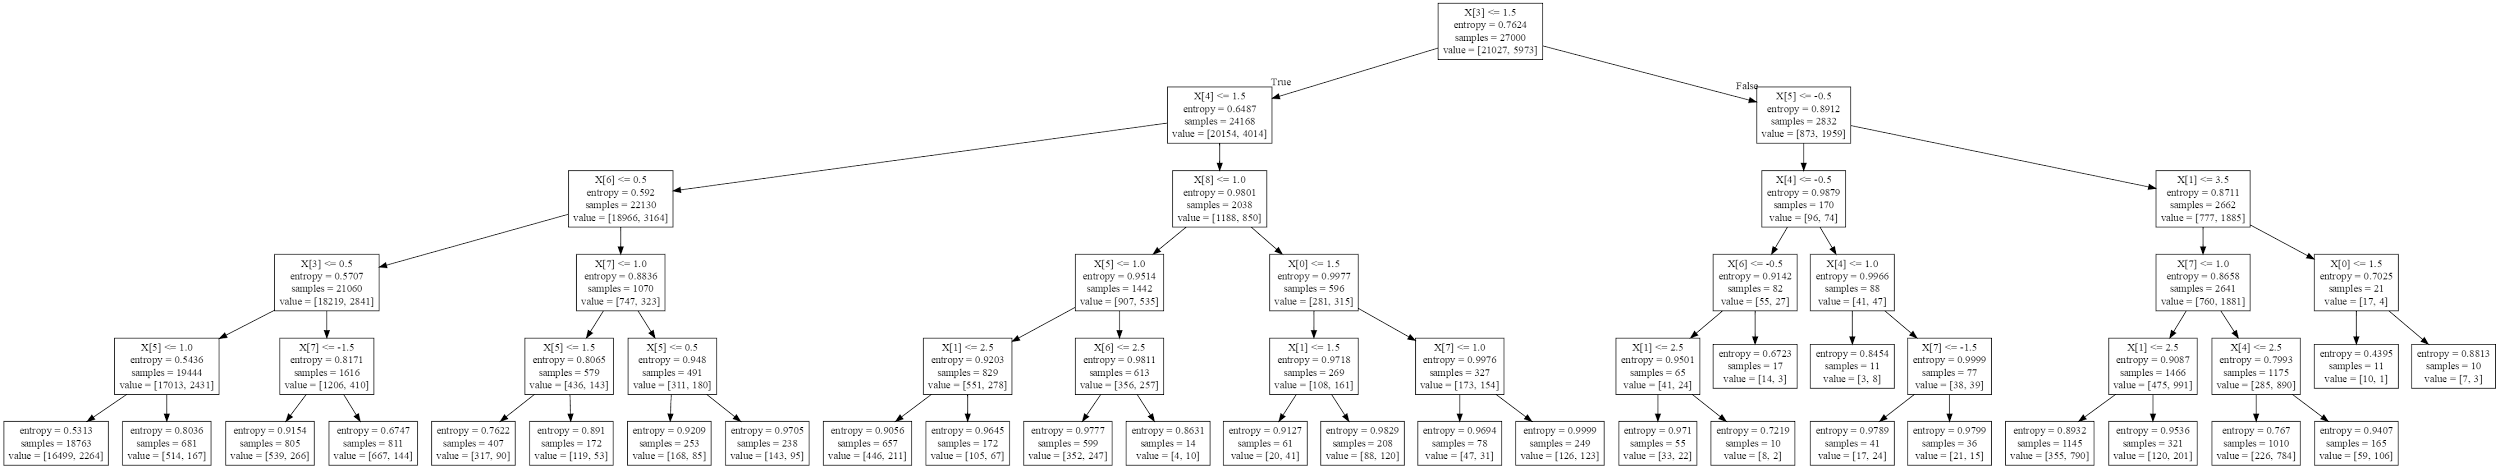 X[3] <= 1.5
entropy = 0.7624
samples = 27000
value = [21027, 5973]
True
False
X[4] <= 1.5
entropy = 0.6487
samples = 24168
value = [20154, 4014]
X[5] <= -0.5
entropy = 0.8912
samples = 2832
value = [873, 1959]
X[6] <= 0.5
entropy = 0.592
samples = 22130
value = [18966, 3164]
X[8] <= 1.0
entropy = 0.9801
samples = 2038
value = [1188, 850]
X[4] <= -0.5
entropy = 0.9879
samples = 170
value = [96, 74]
X[1] <= 3.5
entropy = 0.8711
samples = 2662
value = [777, 1885]
X[3] <= 0.5
entropy = 0.5707
samples = 21060
value = [18219, 2841]
X[7] <= 1.0
entropy = 0.8836
samples = 1070
value = [747, 323]
X[5] <= 1.0
entropy = 0.9514
samples = 1442
value = [907, 535]
X[0] <= 1.5
entropy = 0.9977
samples = 596
value = [281, 315]
X[6] <= -0.5
entropy = 0.9142
samples = 82
value = [55, 27]
X[4] <= 1.0
entropy = 0.9966
samples = 88
value = [41, 47]
X[7] <= 1.0
entropy = 0.8658
samples = 2641
value = [760, 1881]
X[0] <= 1.5
entropy = 0.7025
samples = 21
value = [17, 4]
X[5] <= 1.0
entropy = 0.5436
samples = 19444
value = [17013, 2431]
X[7] <= -1.5
entropy = 0.8171
samples = 1616
value = [1206, 410]
X[5] <= 1.5
entropy = 0.8065
samples = 579
value = [436, 143]
X[5] <= 0.5
entropy = 0.948
samples = 491
value = [311, 180]
X[1] <= 2.5
entropy = 0.9203
samples = 829
value = [551, 278]
X[6] <= 2.5
entropy = 0.9811
samples = 613
value = [356, 257]
X[1] <= 1.5
entropy = 0.9718
samples = 269
value = [108, 161]
X[7] <= 1.0
entropy = 0.9976
samples = 327
value = [173, 154]
X[1] <= 2.5
entropy = 0.9501
samples = 65
value = [41, 24]
entropy = 0.6723
samples = 17
value = [14, 3]
entropy = 0.8454
samples = 11
value = [3, 8]
X[7] <= -1.5
entropy = 0.9999
samples = 77
value = [38, 39]
X[1] <= 2.5
entropy = 0.9087
samples = 1466
value = [475, 991]
X[4] <= 2.5
entropy = 0.7993
samples = 1175
value = [285, 890]
entropy = 0.4395
samples = 11
value = [10, 1]
entropy = 0.8813
samples = 10
value = [7, 3]
entropy = 0.5313
samples = 18763
value = [16499, 2264]
entropy = 0.8036
samples = 681
value = [514, 167]
entropy = 0.9154
samples = 805
value = [539, 266]
entropy = 0.6747
samples = 811
value = [667, 144]
entropy = 0.7622
samples = 407
value = [317, 90]
entropy = 0.891
samples = 172
value = [119, 53]
entropy = 0.9209
samples = 253
value = [168, 85]
entropy = 0.9705
samples = 238
value = [143, 95]
entropy = 0.9056
samples = 657
value = [446, 211]
entropy = 0.9645
samples = 172
value = [105, 67]
entropy = 0.9777
samples = 599
value = [352, 247]
entropy = 0.8631
samples = 14
value = [4, 10]
entropy = 0.9127
samples = 61
value = [20, 41]
entropy = 0.9829
samples = 208
value = [88, 120]
entropy = 0.9694
samples = 78
value = [47, 31]
entropy = 0.9999
samples = 249
value = [126, 123]
entropy = 0.971
samples = 55
value = [33, 22]
entropy = 0.7219
samples = 10
value = [8, 2]
entropy = 0.9789
samples = 41
value = [17, 24]
entropy = 0.9799
samples = 36
value = [21, 15]
entropy = 0.8932
samples = 1145
value = [355, 790]
entropy = 0.9536
samples = 321
value = [120, 201]
entropy = 0.767
samples = 1010
value = [226, 784]
entropy = 0.9407
samples = 165
value = [59, 106]